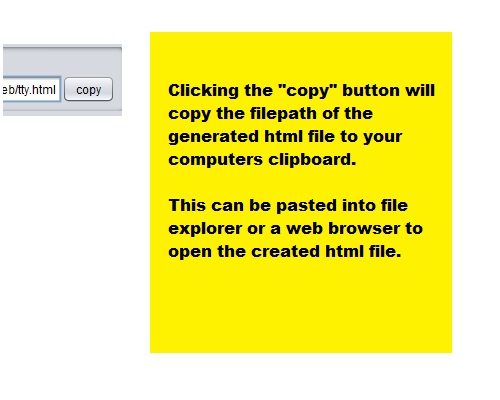 eb/tty.html copy
Clicking the "copy" button will
copy the filepath of the
generated html file to your
computers clipboard.
This can be pasted into file
explorer or a web browser to
open the created html file.